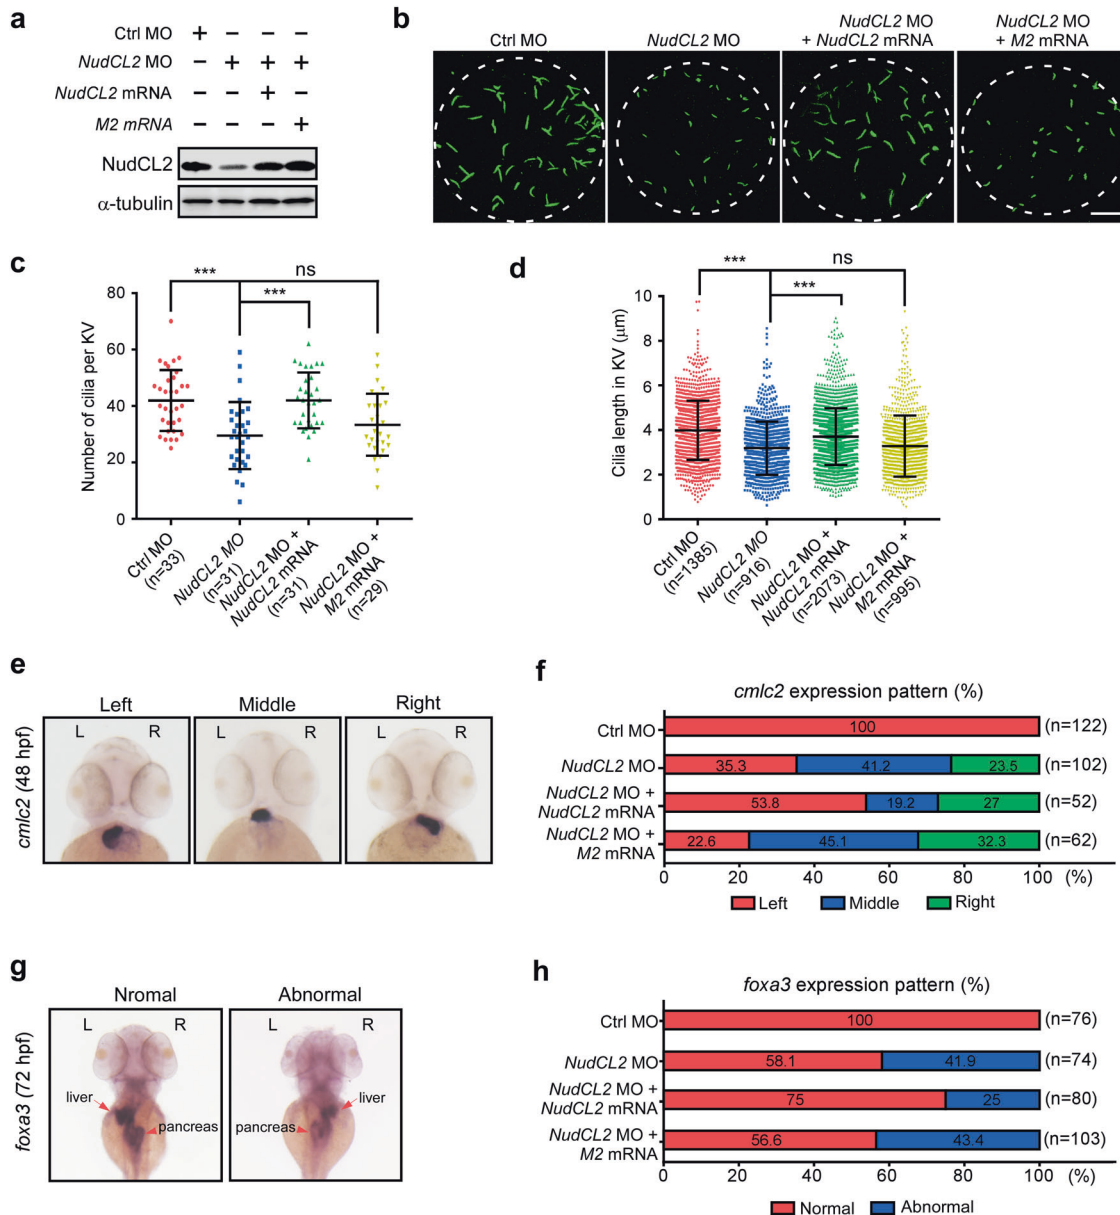 a
Ctrl MO + − − −
NudCL2 MO − + + +
NudCL2 mRNA − − + −
M2 mRNA − − − +
NudCL2
α-tubulin
b
Ctrl MO
NudCL2 MO
NudCL2 MO
+ NudCL2 mRNA
NudCL2 MO
+ M2 mRNA
c
Number of cilia per KV
*** ns
***
80
60
40
20
0
Ctrl MO
(n=33)
NudCL2 MO
(n=31)
NudCL2 MO +
NudCL2 mRNA
(n=31)
NudCL2 MO +
M2 mRNA
(n=29)
d
Cilia length in KV (μm)
*** ns
***
10
8
6
4
2
0
Ctrl MO
(n=1385)
NudCL2 MO
(n=916)
NudCL2 MO +
NudCL2 mRNA
(n=2073)
NudCL2 MO +
M2 mRNA
(n=995)
e
Left Middle Right
cmlc2 (48 hpf)
L R L R L R
f
cmlc2 expression pattern (%)
Ctrl MO 100 (n=122)
NudCL2 MO 35.3 41.2 23.5 (n=102)
NudCL2 MO +
NudCL2 mRNA 53.8 19.2 27 (n=52)
NudCL2 MO +
M2 mRNA 22.6 45.1 32.3 (n=62)
0 20 40 60 80 100 (%)
Left Middle Right
g
Nromal Abnormal
foxa3 (72 hpf)
L R L R
liver
pancreas
liver
pancreas
h
foxa3 expression pattern (%)
Ctrl MO 100 (n=76)
NudCL2 MO 58.1 41.9 (n=74)
NudCL2 MO +
NudCL2 mRNA 75 25 (n=80)
NudCL2 MO +
M2 mRNA 56.6 43.4 (n=103)
0 20 40 60 80 100 (%)
Normal Abnormal